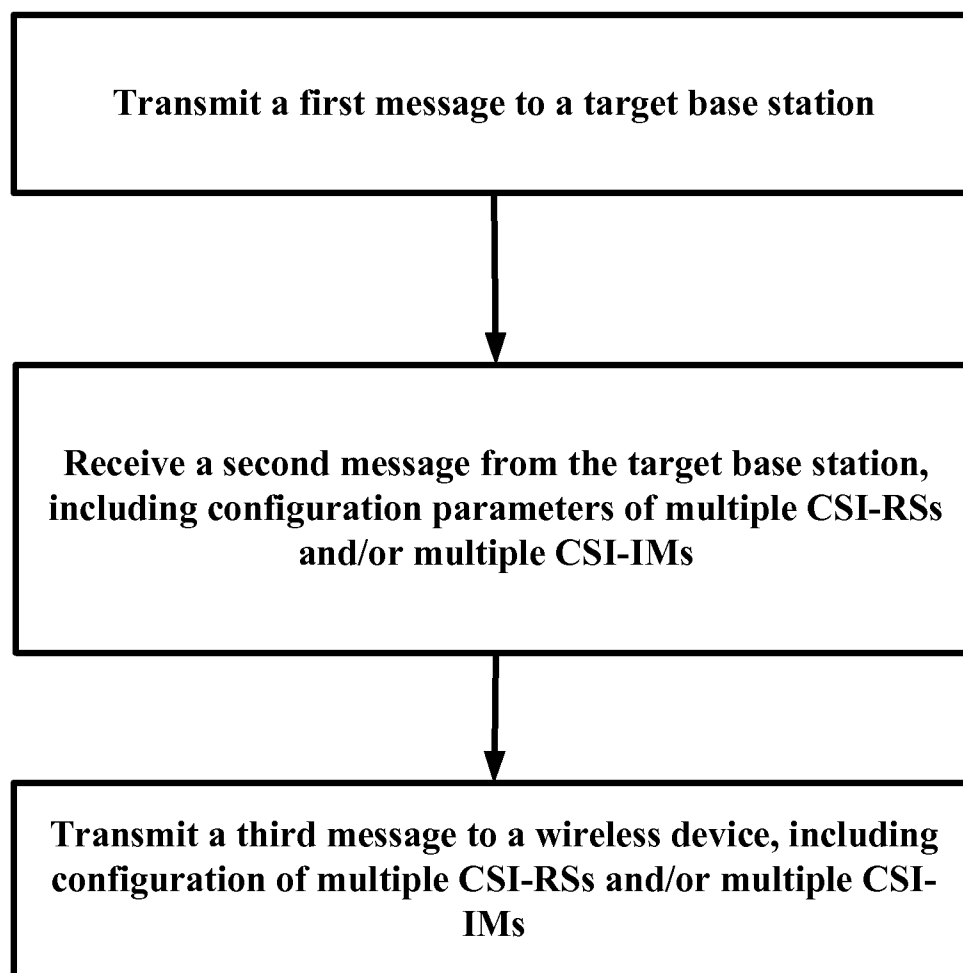 Transmit a first message to a target base station
Receive a second message from the target base station,
including configuration parameters of multiple CSI-RSs
and/or multiple CSI-IMs
Transmit a third message to a wireless device, including
configuration of multiple CSI-RSs and/or multiple CSI-
IMs